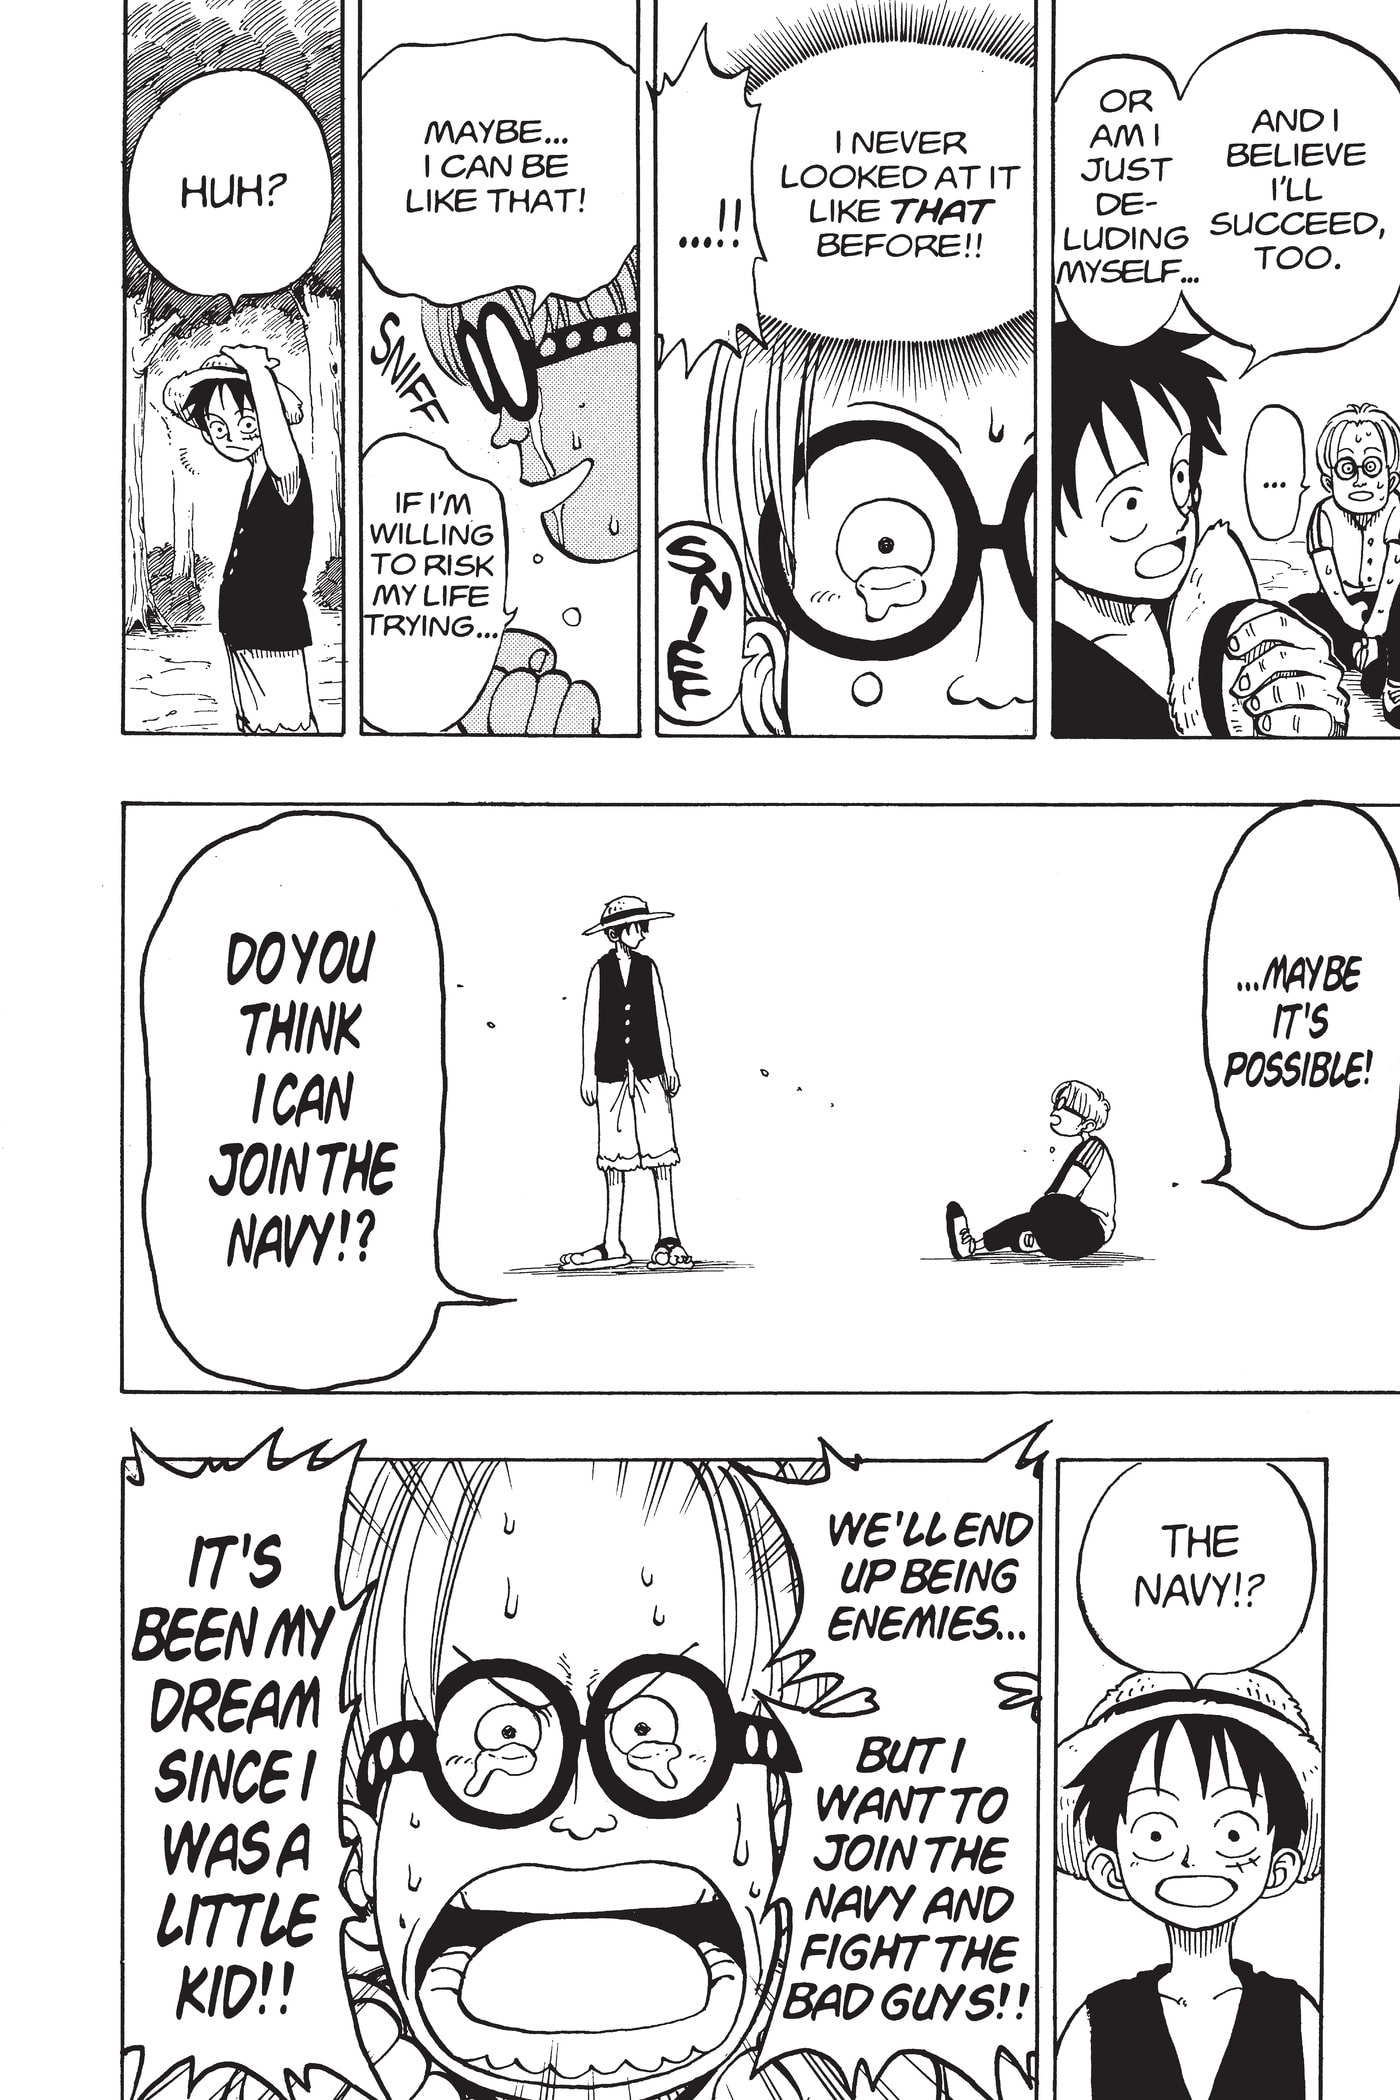 AND I
BELIEVE
I'LL
SUCCEED,
TOO.
OR
AM I
JUST
DE-
LUDING
MYSELF...
...
I NEVER
LOOKED AT IT
LIKE THAT
BEFORE!!
...!!
SNIFF
MAYBE...
I CAN BE
LIKE THAT!
SNIFF
IF I'M
WILLING
TO RISK
MY LIFE
TRYING...
HUH?
...MAYBE
IT'S
POSSIBLE!
DO YOU
THINK
I CAN
JOIN THE
NAVY!?
THE
NAVY!?
WE'LL END
UP BEING
ENEMIES...
BUT I
WANT TO
JOIN THE
NAVY AND
FIGHT THE
BAD GUYS!!
IT'S
BEEN MY
DREAM
SINCE I
WAS A
LITTLE
KID!!